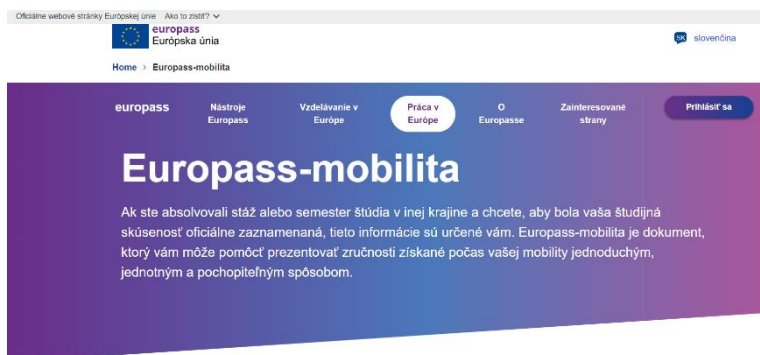 Oficiálne webové stránky Európskej únie Ako to zistiť?
europass
Európska únia
SK slovenčina
Home > Europass-mobilita
europass
Nástroje
Europass
Vzdelávanie v
Európe
Práca v
Európe
O
Europasse
Zainteresované
strany
Prihlásiť sa
Europass-mobilita
Ak ste absolvovali stáž alebo semester štúdia v inej krajine a chcete, aby bola vaša študijná
skúsenosť oficiálne zaznamenaná, tieto informácie sú určené vám. Europass-mobilita je dokument,
ktorý vám môže pomôcť prezentovať zručnosti získané počas vašej mobility jednoduchým,
jednotným a pochopiteľným spôsobom.